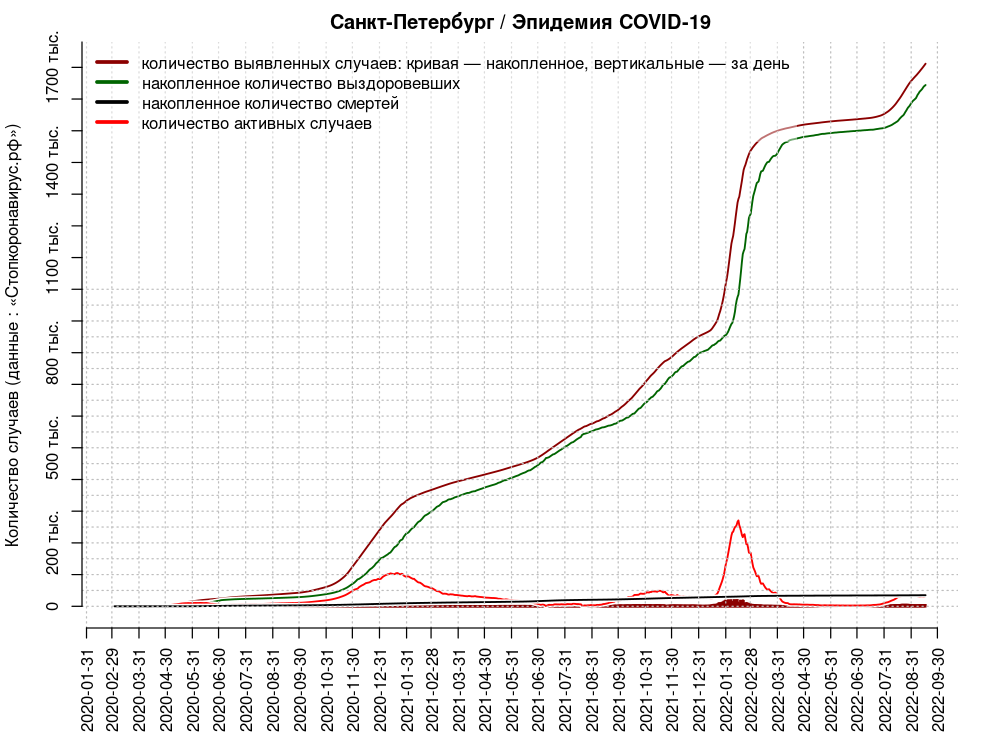 Санкт-Петербург / Эпидемия COVID-19
количество выявленных случаев: кривая — накопленное, вертикальные — за день
накопленное количество выздоровевших
накопленное количество смертей
количество активных случаев
Количество случаев (данные : «Стопкоронавирус.рф»)
1700 тыс.
1400 тыс.
1100 тыс.
800 тыс.
500 тыс.
200 тыс.
0
2020-01-31
2020-02-29
2020-03-31
2020-04-30
2020-05-31
2020-06-30
2020-07-31
2020-08-31
2020-09-30
2020-10-31
2020-11-30
2020-12-31
2021-01-31
2021-02-28
2021-03-31
2021-04-30
2021-05-31
2021-06-30
2021-07-31
2021-08-31
2021-09-30
2021-10-31
2021-11-30
2021-12-31
2022-01-31
2022-02-28
2022-03-31
2022-04-30
2022-05-31
2022-06-30
2022-07-31
2022-08-31
2022-09-30